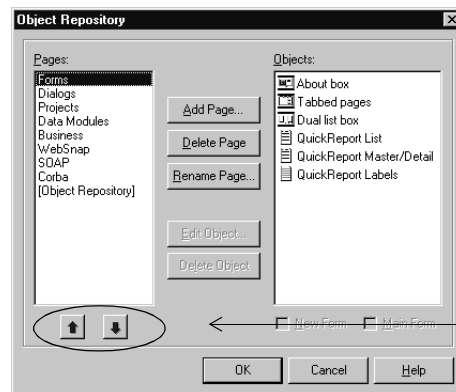 Object Repository
Pages:
Forms
Dialogs
Projects
Data Modules
Business
WebSnap
SOAP
Corba
[Object Repository]
Add Page...
Delete Page
Rename Page...
Edit Object...
Delete Object
Objects:
About box
Tabbed pages
Dual list box
QuickReport List
QuickReport Master/Detail
QuickReport Labels
New Form
Main Form
OK
Cancel
Help